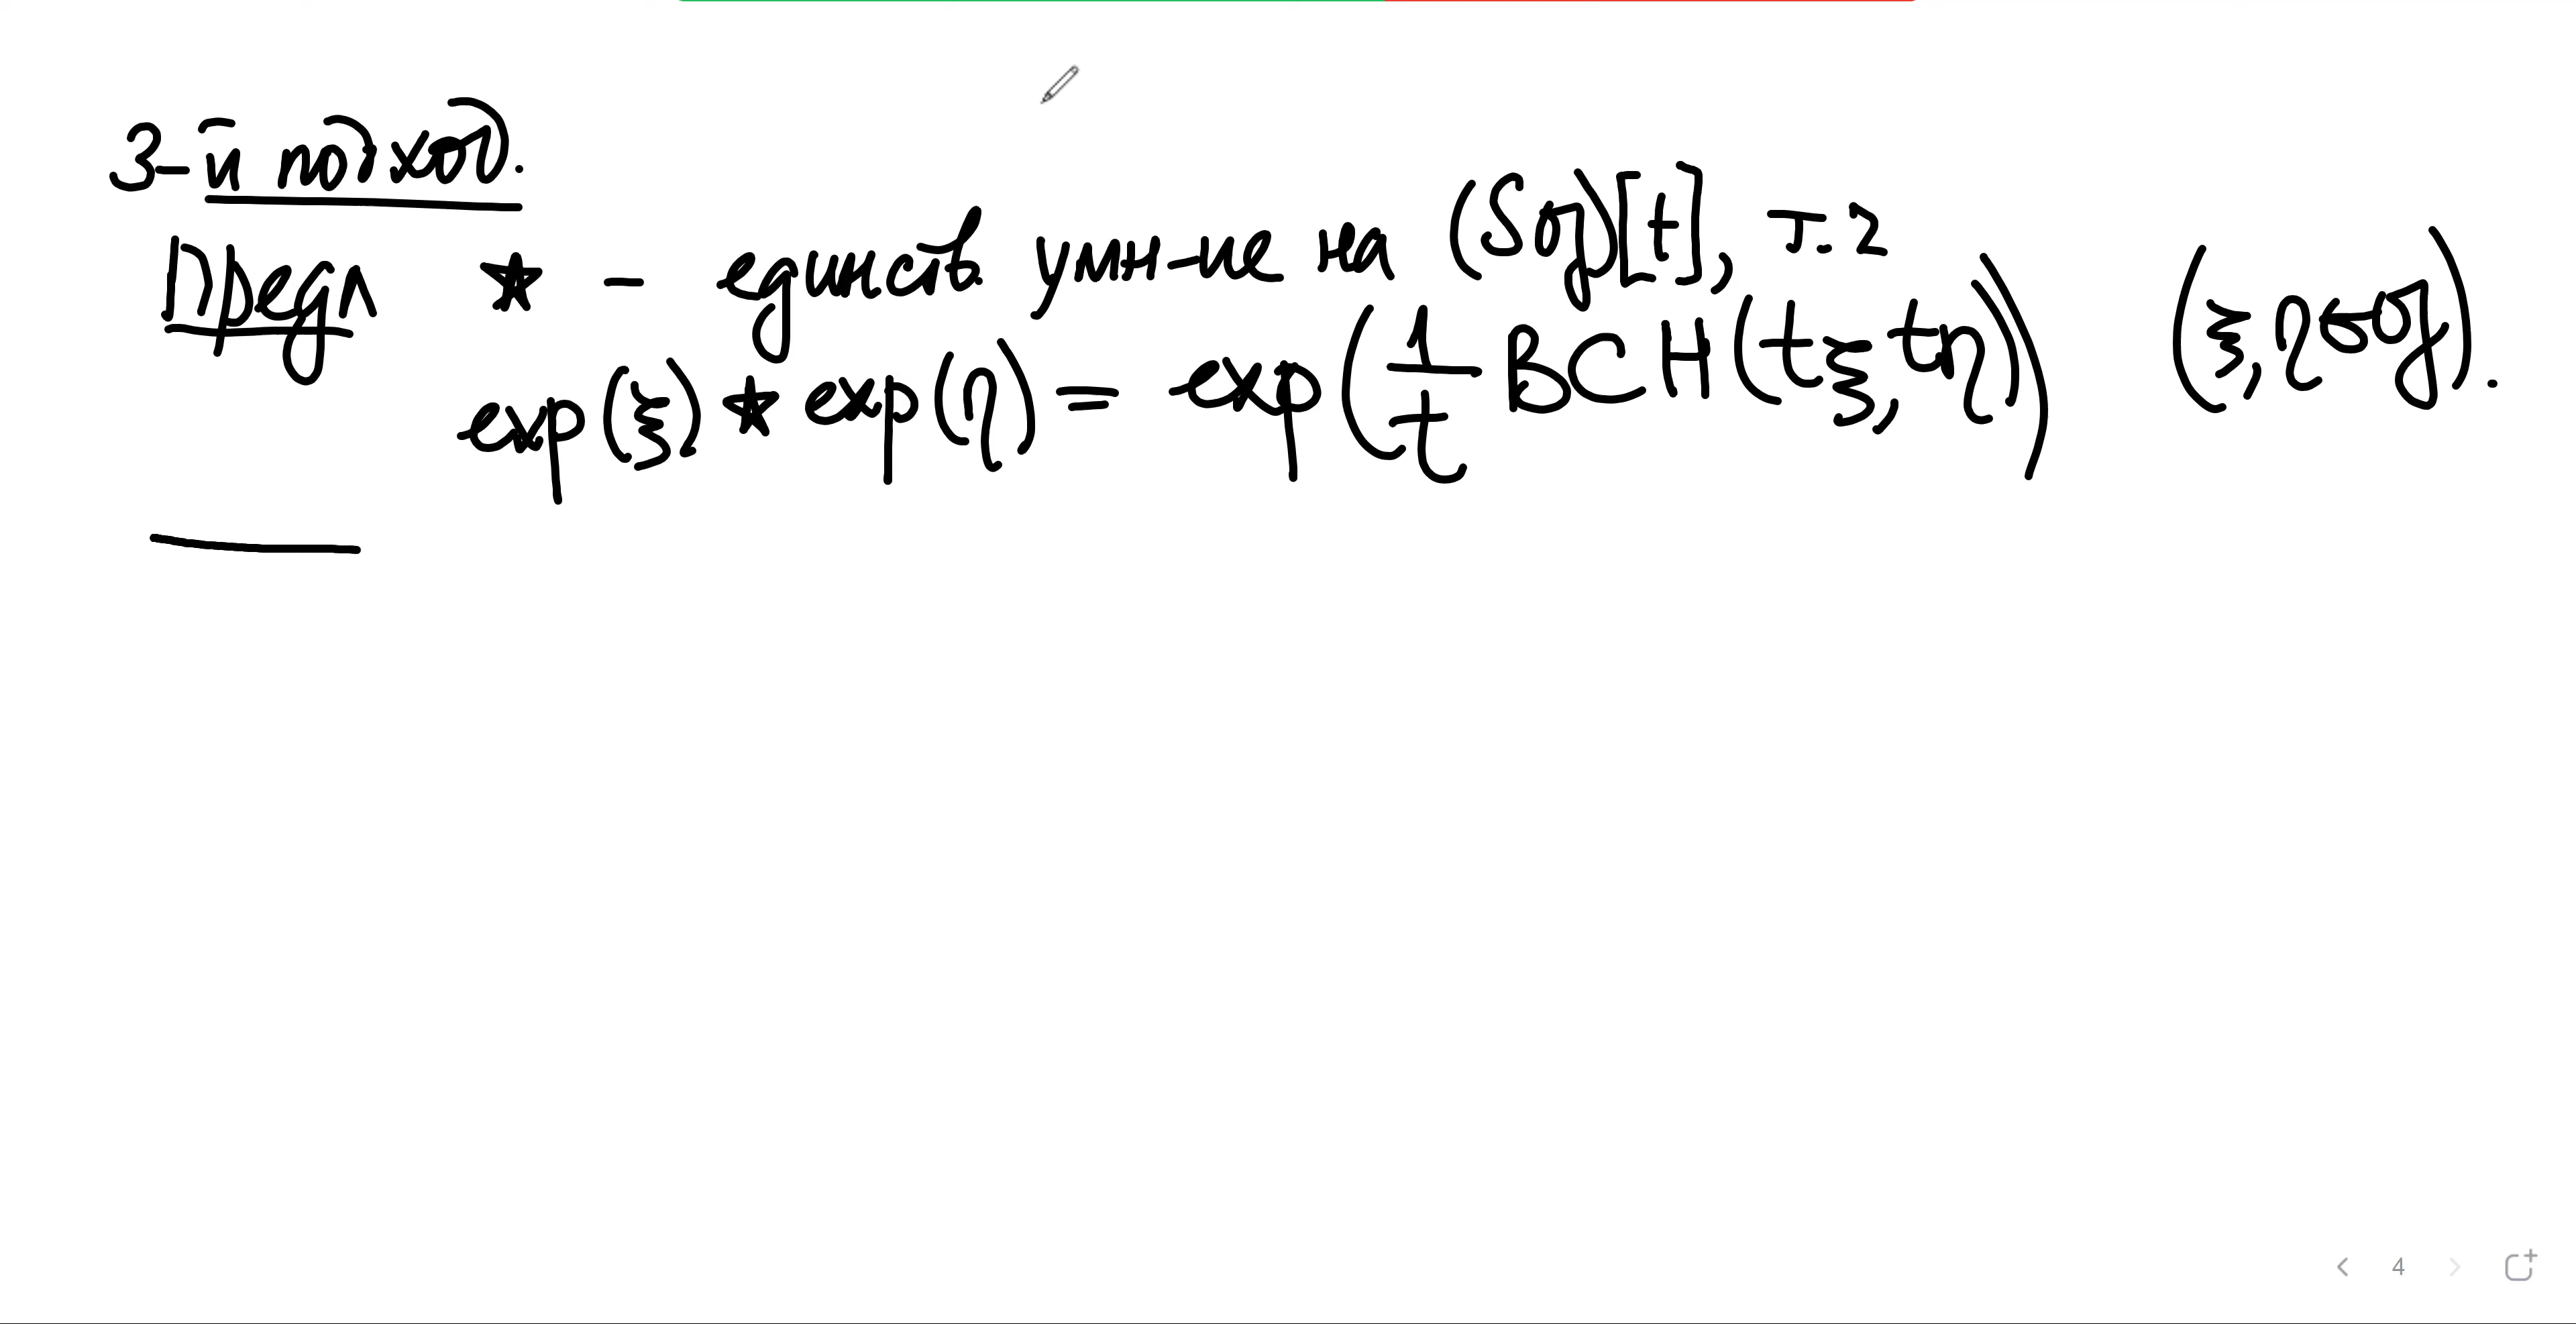 3-й подход.
Предл ★ - единств. умн-ие на (S𝔤)[t], т.ч
exp(ξ) ★ exp(η) = exp(1/t BCH(tξ, tη)) (ξ, η ∈ 𝔤).
4